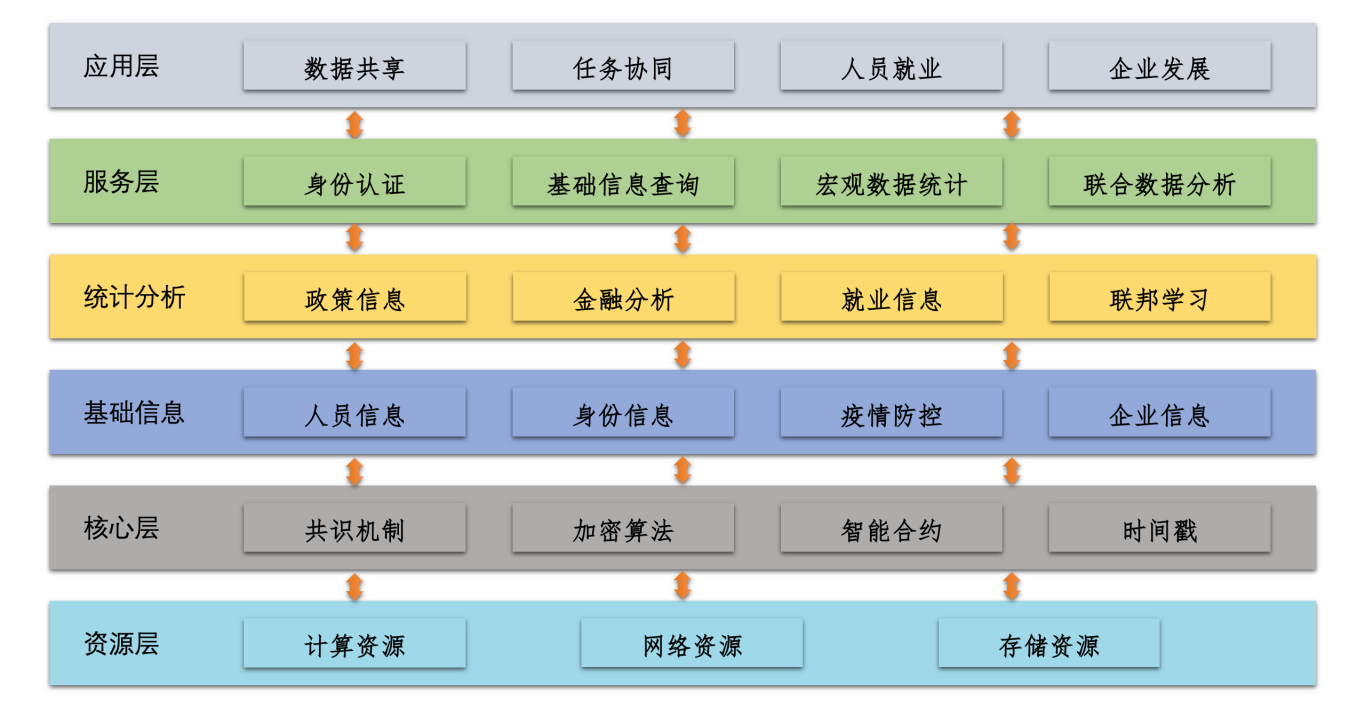 应用层 数据共享 任务协同 人员就业 企业发展
服务层 身份认证 基础信息查询 宏观数据统计 联合数据分析
统计分析 政策信息 金融分析 就业信息 联邦学习
基础信息 人员信息 身份信息 疫情防控 企业信息
核心层 共识机制 加密算法 智能合约 时间戳
资源层 计算资源 网络资源 存储资源